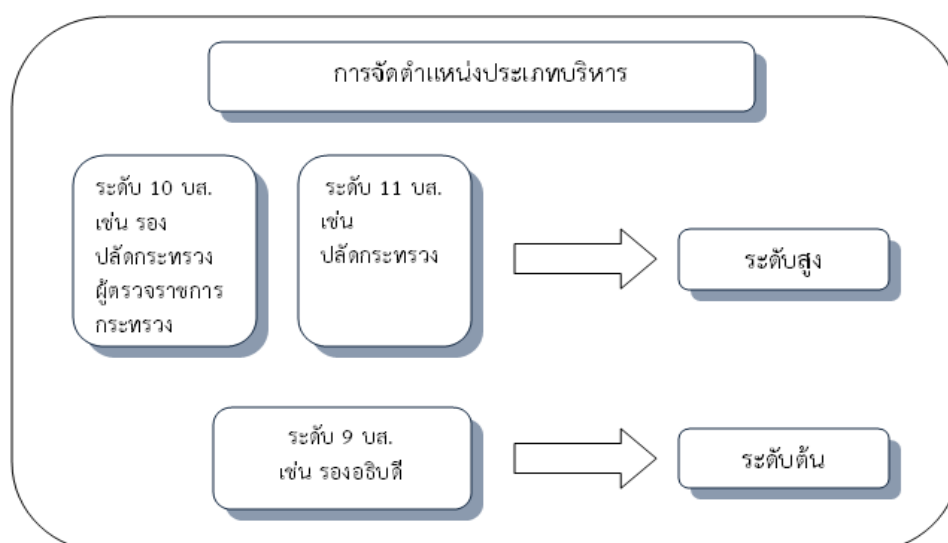 การจัดตำแหน่งประเภทบริหาร
ระดับ 10 บส.
เช่น รอง
ปลัดกระทรวง
ผู้ตรวจราชการ
กระทรวง
ระดับ 11 บส.
เช่น
ปลัดกระทรวง
ระดับสูง
ระดับ 9 บส.
เช่น รองอธิบดี
ระดับต้น